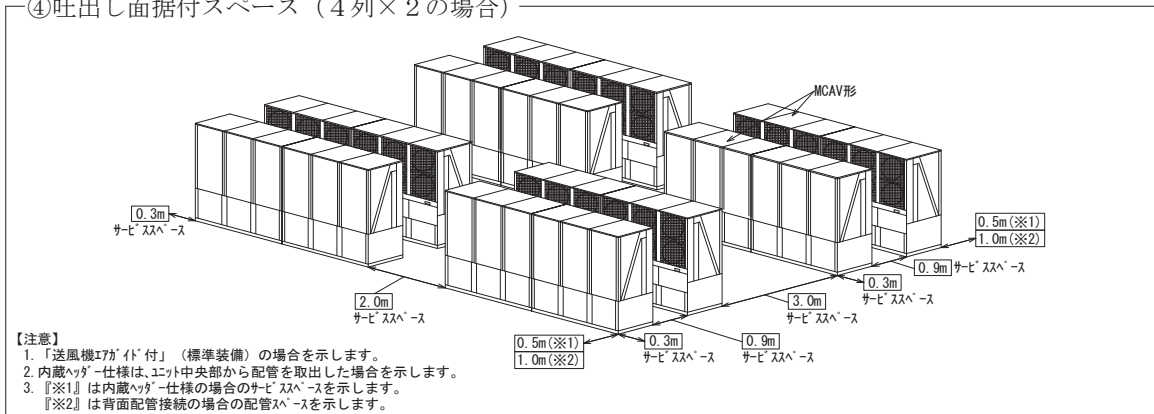 ④吐出し面据付スペース（４列×２の場合）
MCAV形
0.3m
サービススペース
0.5m(※1)
1.0m(※2)
0.9m サービススペース
0.3m
サービススペース
2.0m
サービススペース
3.0m
サービススペース
0.5m(※1)
1.0m(※2)
0.3m
サービススペース
0.9m
サービススペース
【注意】
1. 「送風機エアガイド付」（標準装備）の場合を示します。
2. 内蔵ヘッダー仕様は、ユニット中央部から配管を取出した場合を示します。
3. 『※1』は内蔵ヘッダー仕様の場合のサービススペースを示します。
『※2』は背面配管接続の場合の配管スペースを示します。